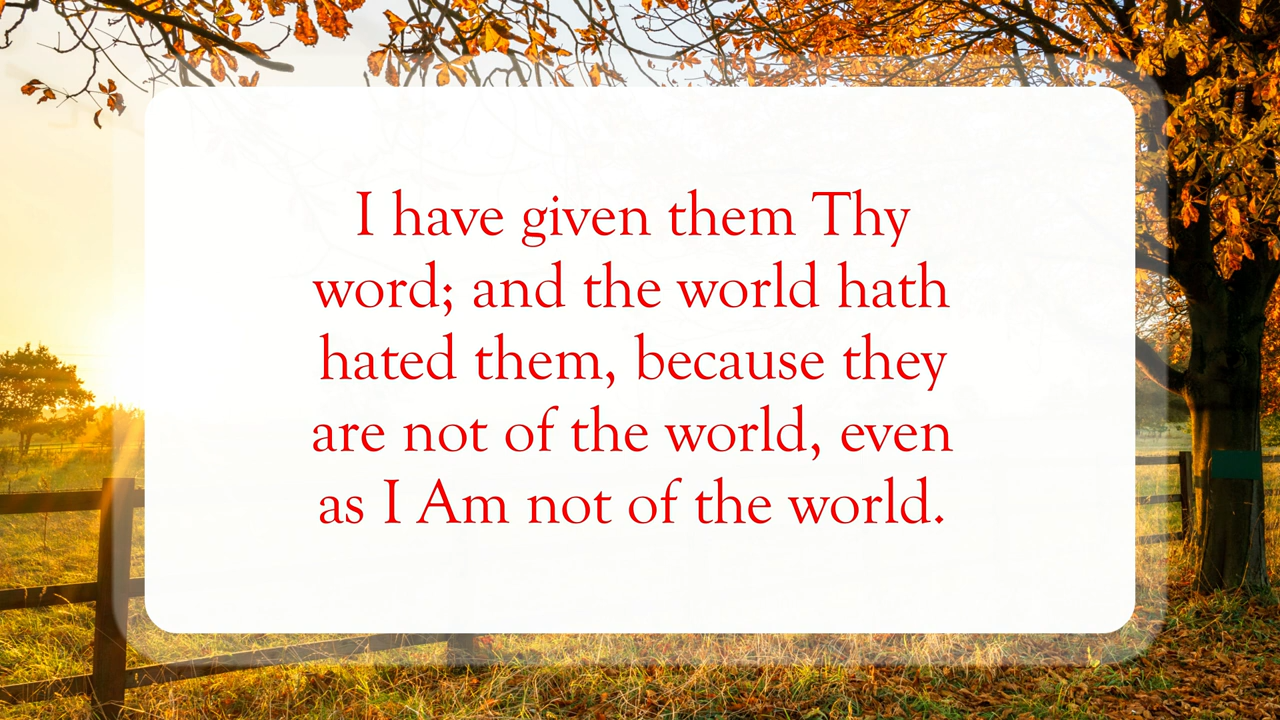 I have given them Thy
word; and the world hath
hated them, because they
are not of the world, even
as I Am not of the world.